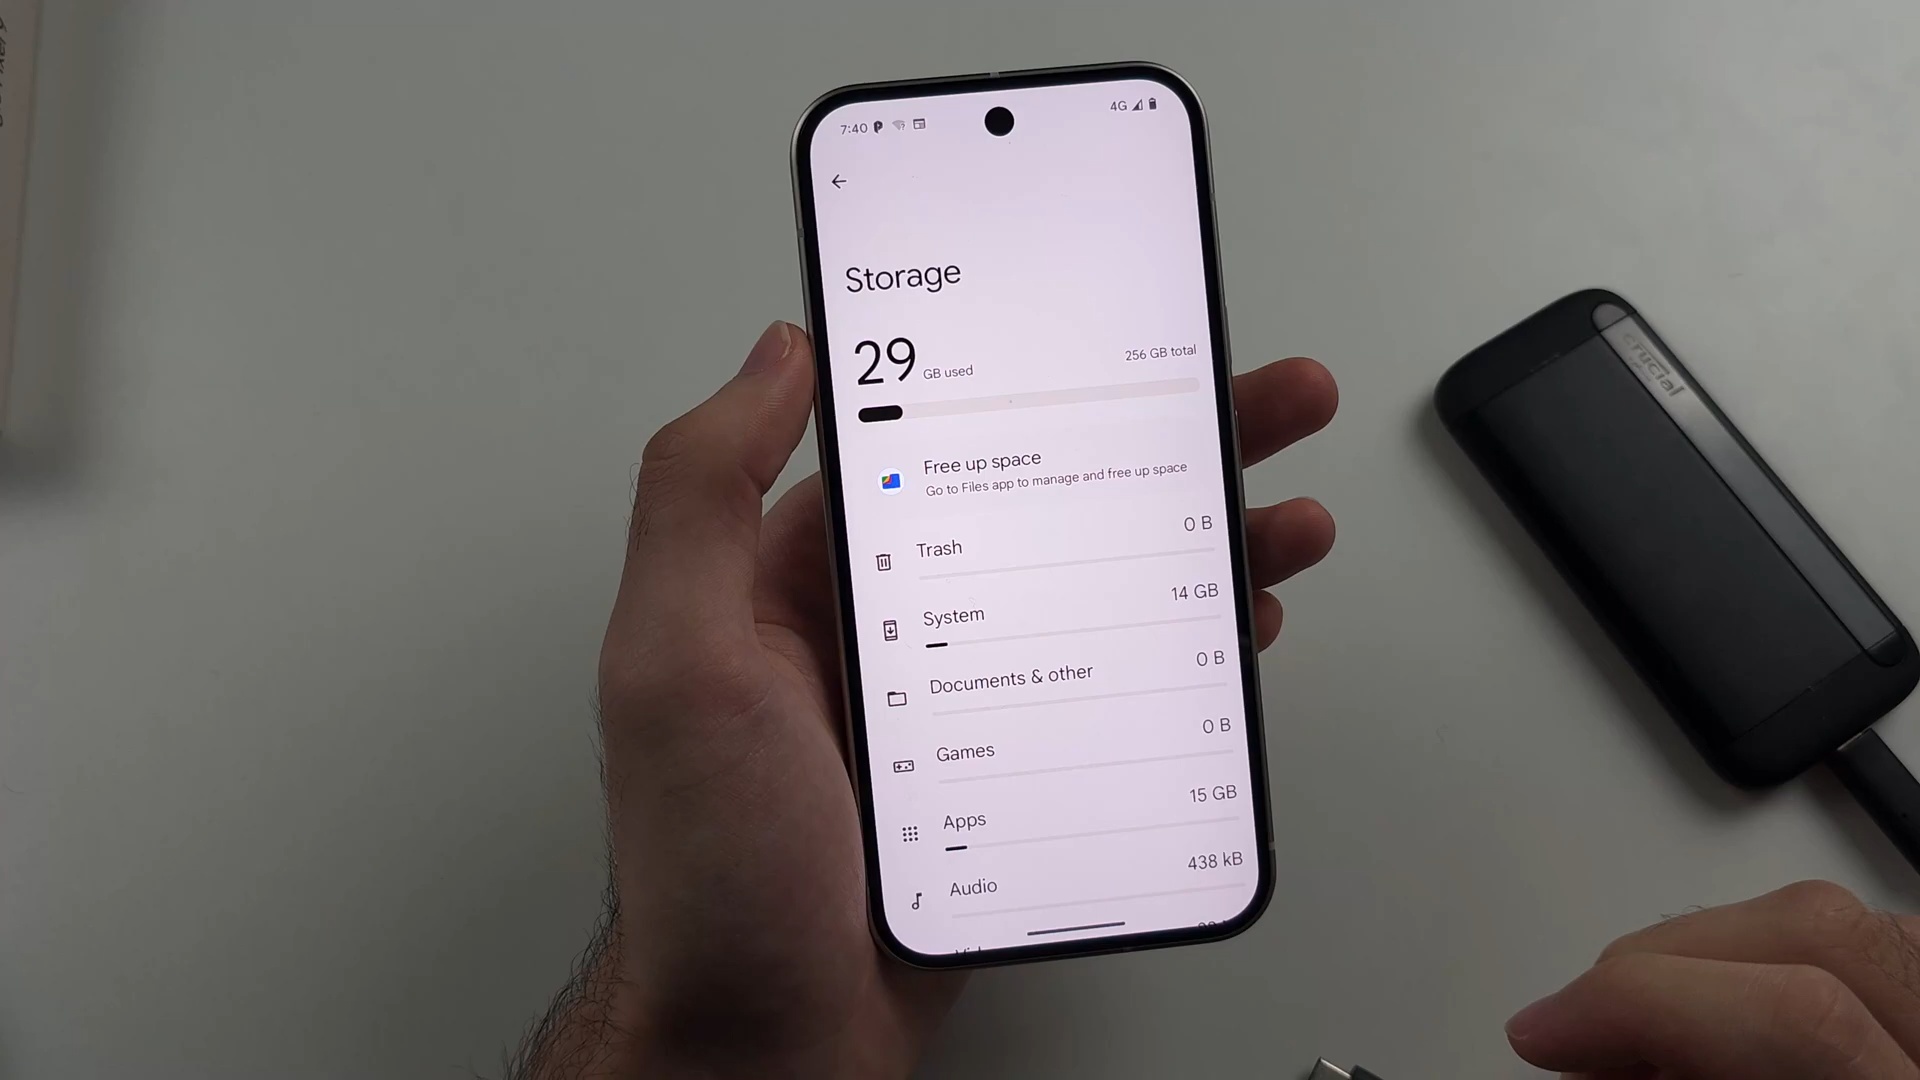 7:40
4G
Storage
29 GB used
256 GB total
Free up space
Go to Files app to manage and free up space
Trash
0 B
System
14 GB
Documents & other
0 B
Games
0 B
Apps
15 GB
Audio
438 kB
crucial